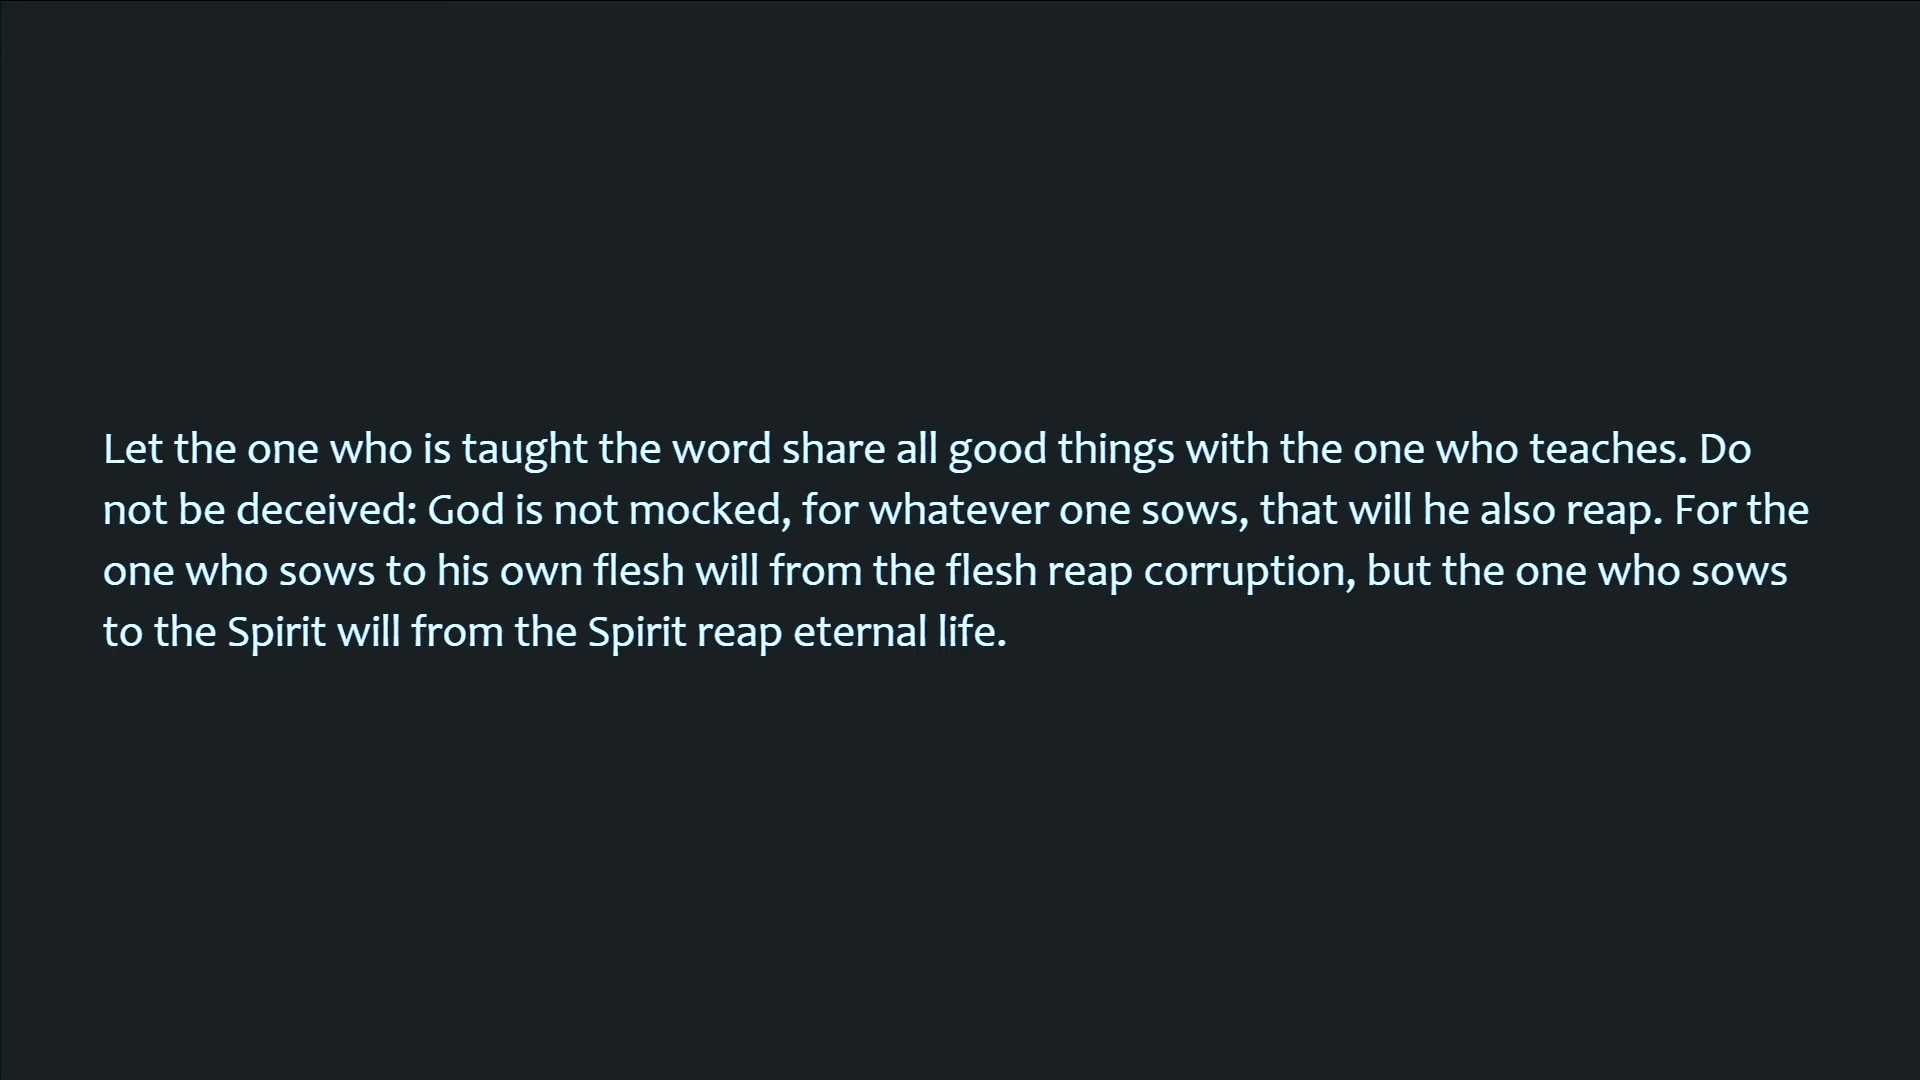 Let the one who is taught the word share all good things with the one who teaches. Do
not be deceived: God is not mocked, for whatever one sows, that will he also reap. For the
one who sows to his own flesh will from the flesh reap corruption, but the one who sows
to the Spirit will from the Spirit reap eternal life.